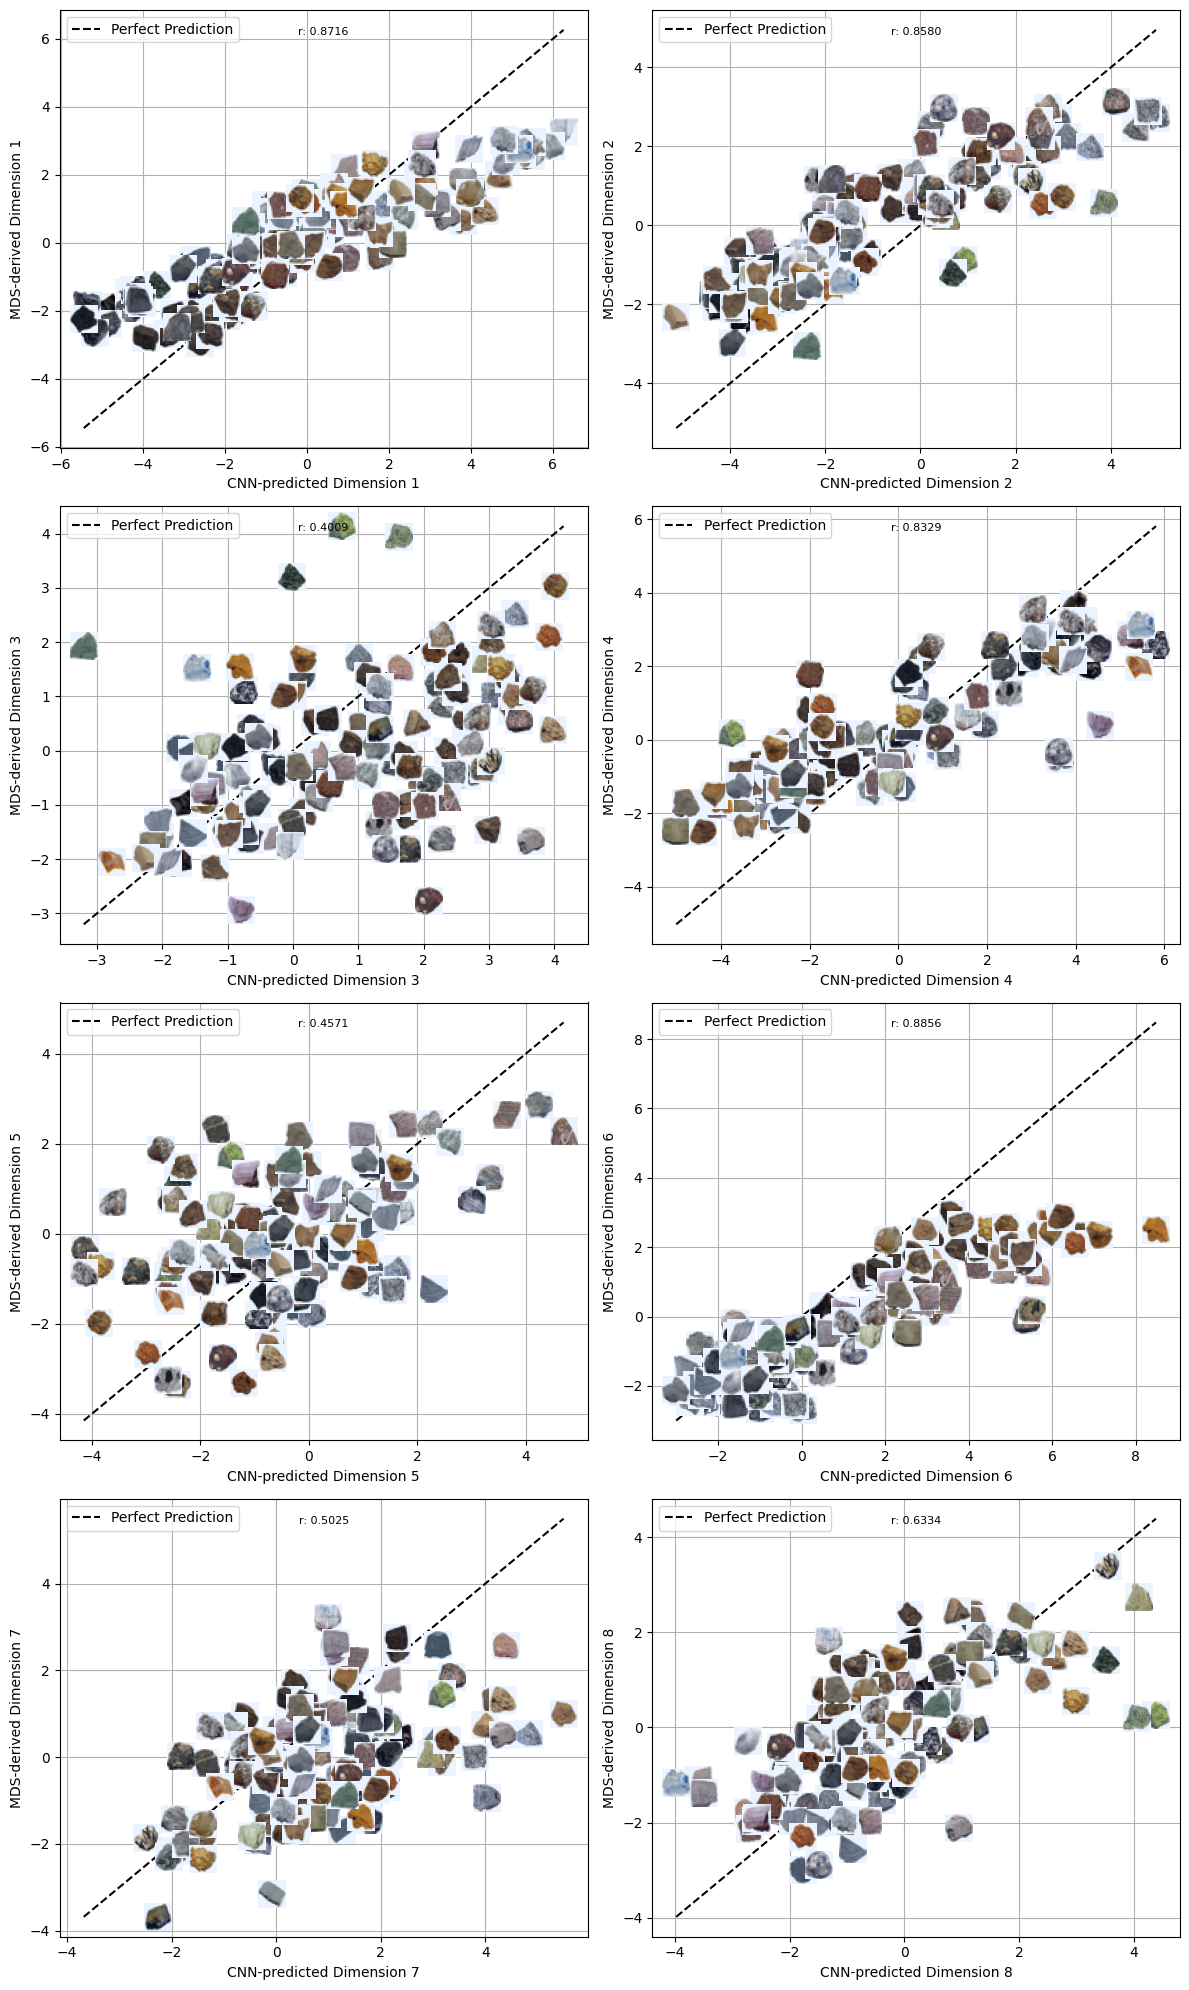 Perfect Prediction
r: 0.8716
6
4
2
0
−2
−4
−6
−6
−4
−2
0
2
4
6
MDS-derived Dimension 1
CNN-predicted Dimension 1
Perfect Prediction
r: 0.8580
4
2
0
−2
−4
−4
−2
0
2
4
MDS-derived Dimension 2
CNN-predicted Dimension 2
Perfect Prediction
r: 0.4009
4
3
2
1
0
−1
−2
−3
−3
−2
−1
0
1
2
3
4
MDS-derived Dimension 3
CNN-predicted Dimension 3
Perfect Prediction
r: 0.8329
6
4
2
0
−2
−4
−4
−2
0
2
4
6
MDS-derived Dimension 4
CNN-predicted Dimension 4
Perfect Prediction
r: 0.4571
4
2
0
−2
−4
−4
−2
0
2
4
MDS-derived Dimension 5
CNN-predicted Dimension 5
Perfect Prediction
r: 0.8856
8
6
4
2
0
−2
−2
0
2
4
6
8
MDS-derived Dimension 6
CNN-predicted Dimension 6
Perfect Prediction
r: 0.5025
4
2
0
−2
−4
−4
−2
0
2
4
MDS-derived Dimension 7
CNN-predicted Dimension 7
Perfect Prediction
r: 0.6334
4
2
0
−2
−4
−4
−2
0
2
4
MDS-derived Dimension 8
CNN-predicted Dimension 8